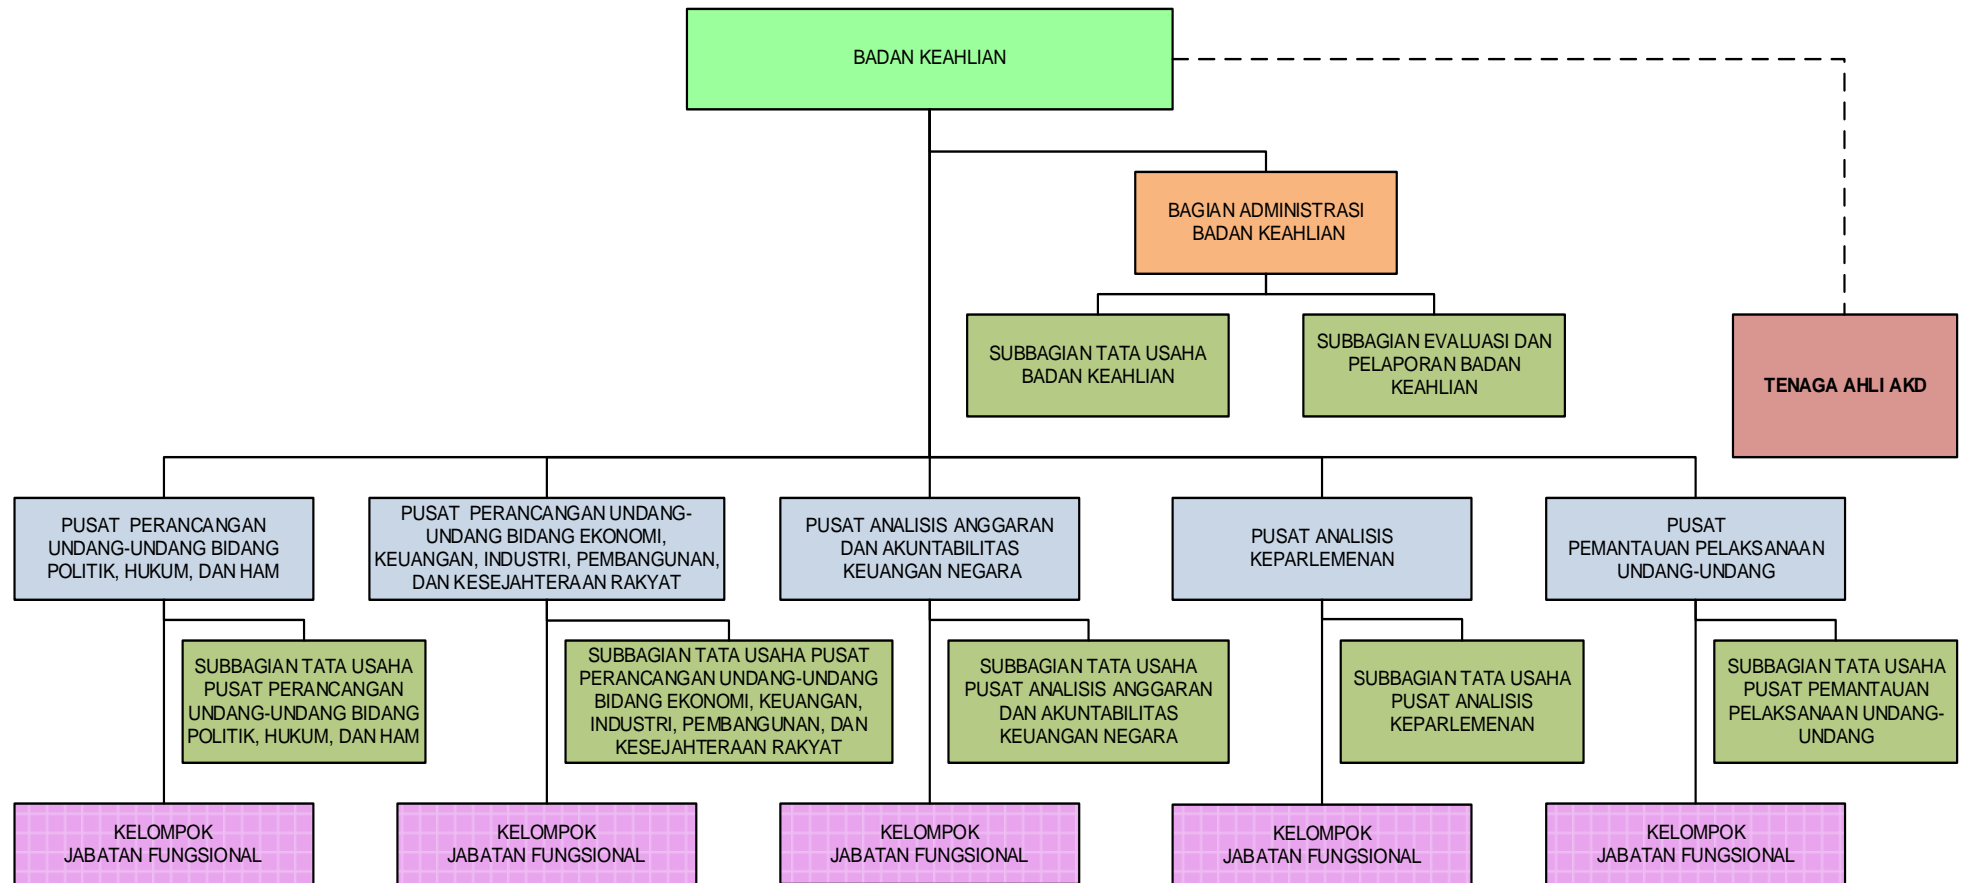 BADAN KEAHLIAN
BAGIAN ADMINISTRASI
BADAN KEAHLIAN
SUBBAGIAN TATA USAHA
BADAN KEAHLIAN
SUBBAGIAN EVALUASI DAN
PELAPORAN BADAN
KEAHLIAN
TENAGA AHLI AKD
PUSAT PERANCANGAN
UNDANG-UNDANG BIDANG
POLITIK, HUKUM, DAN HAM
PUSAT PERANCANGAN UNDANG-
UNDANG BIDANG EKONOMI,
KEUANGAN, INDUSTRI, PEMBANGUNAN,
DAN KESEJAHTERAAN RAKYAT
PUSAT ANALISIS ANGGARAN
DAN AKUNTABILITAS
KEUANGAN NEGARA
PUSAT ANALISIS
KEPARLEMENAN
PUSAT
PEMANTAUAN PELAKSANAAN
UNDANG-UNDANG
SUBBAGIAN TATA USAHA
PUSAT PERANCANGAN
UNDANG-UNDANG BIDANG
POLITIK, HUKUM, DAN HAM
SUBBAGIAN TATA USAHA PUSAT
PERANCANGAN UNDANG-UNDANG
BIDANG EKONOMI, KEUANGAN,
INDUSTRI, PEMBANGUNAN, DAN
KESEJAHTERAAN RAKYAT
SUBBAGIAN TATA USAHA
PUSAT ANALISIS ANGGARAN
DAN AKUNTABILITAS
KEUANGAN NEGARA
SUBBAGIAN TATA USAHA
PUSAT ANALISIS
KEPARLEMENAN
SUBBAGIAN TATA USAHA
PUSAT PEMANTAUAN
PELAKSANAAN UNDANG-
UNDANG
KELOMPOK
JABATAN FUNGSIONAL
KELOMPOK
JABATAN FUNGSIONAL
KELOMPOK
JABATAN FUNGSIONAL
KELOMPOK
JABATAN FUNGSIONAL
KELOMPOK
JABATAN FUNGSIONAL